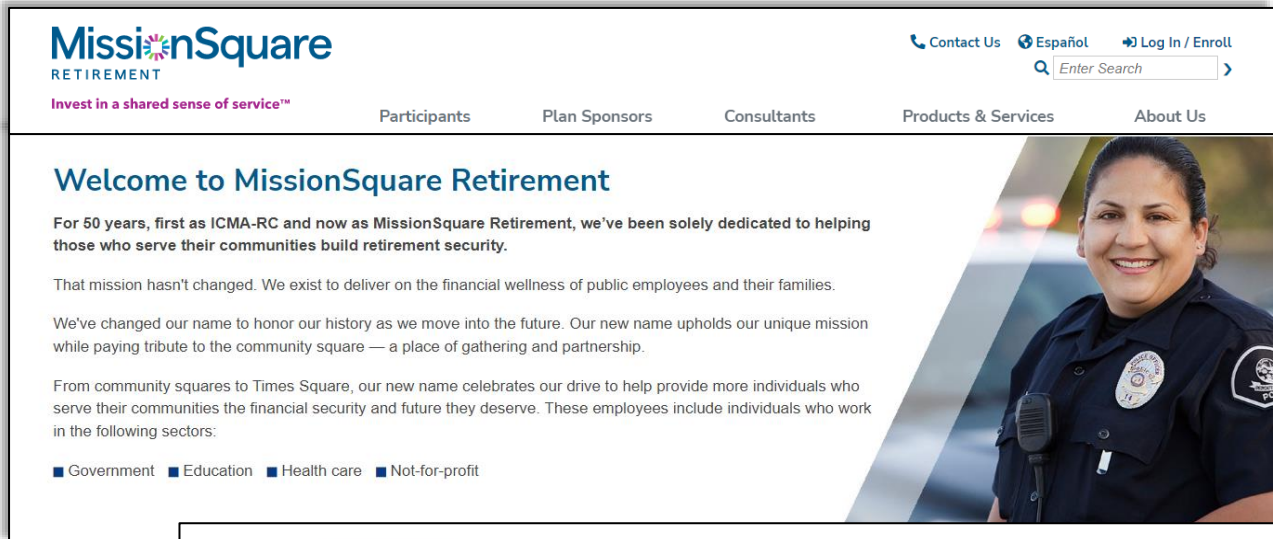 MissionSquare
RETIREMENT
Invest in a shared sense of service™
Contact Us Español Log In / Enroll
Enter Search
Participants Plan Sponsors Consultants Products & Services About Us
Welcome to MissionSquare Retirement
For 50 years, first as ICMA-RC and now as MissionSquare Retirement, we've been solely dedicated to helping
those who serve their communities build retirement security.
That mission hasn't changed. We exist to deliver on the financial wellness of public employees and their families.
We've changed our name to honor our history as we move into the future. Our new name upholds our unique mission
while paying tribute to the community square — a place of gathering and partnership.
From community squares to Times Square, our new name celebrates our drive to help provide more individuals who
serve their communities the financial security and future they deserve. These employees include individuals who work
in the following sectors:
Government Education Health care Not-for-profit